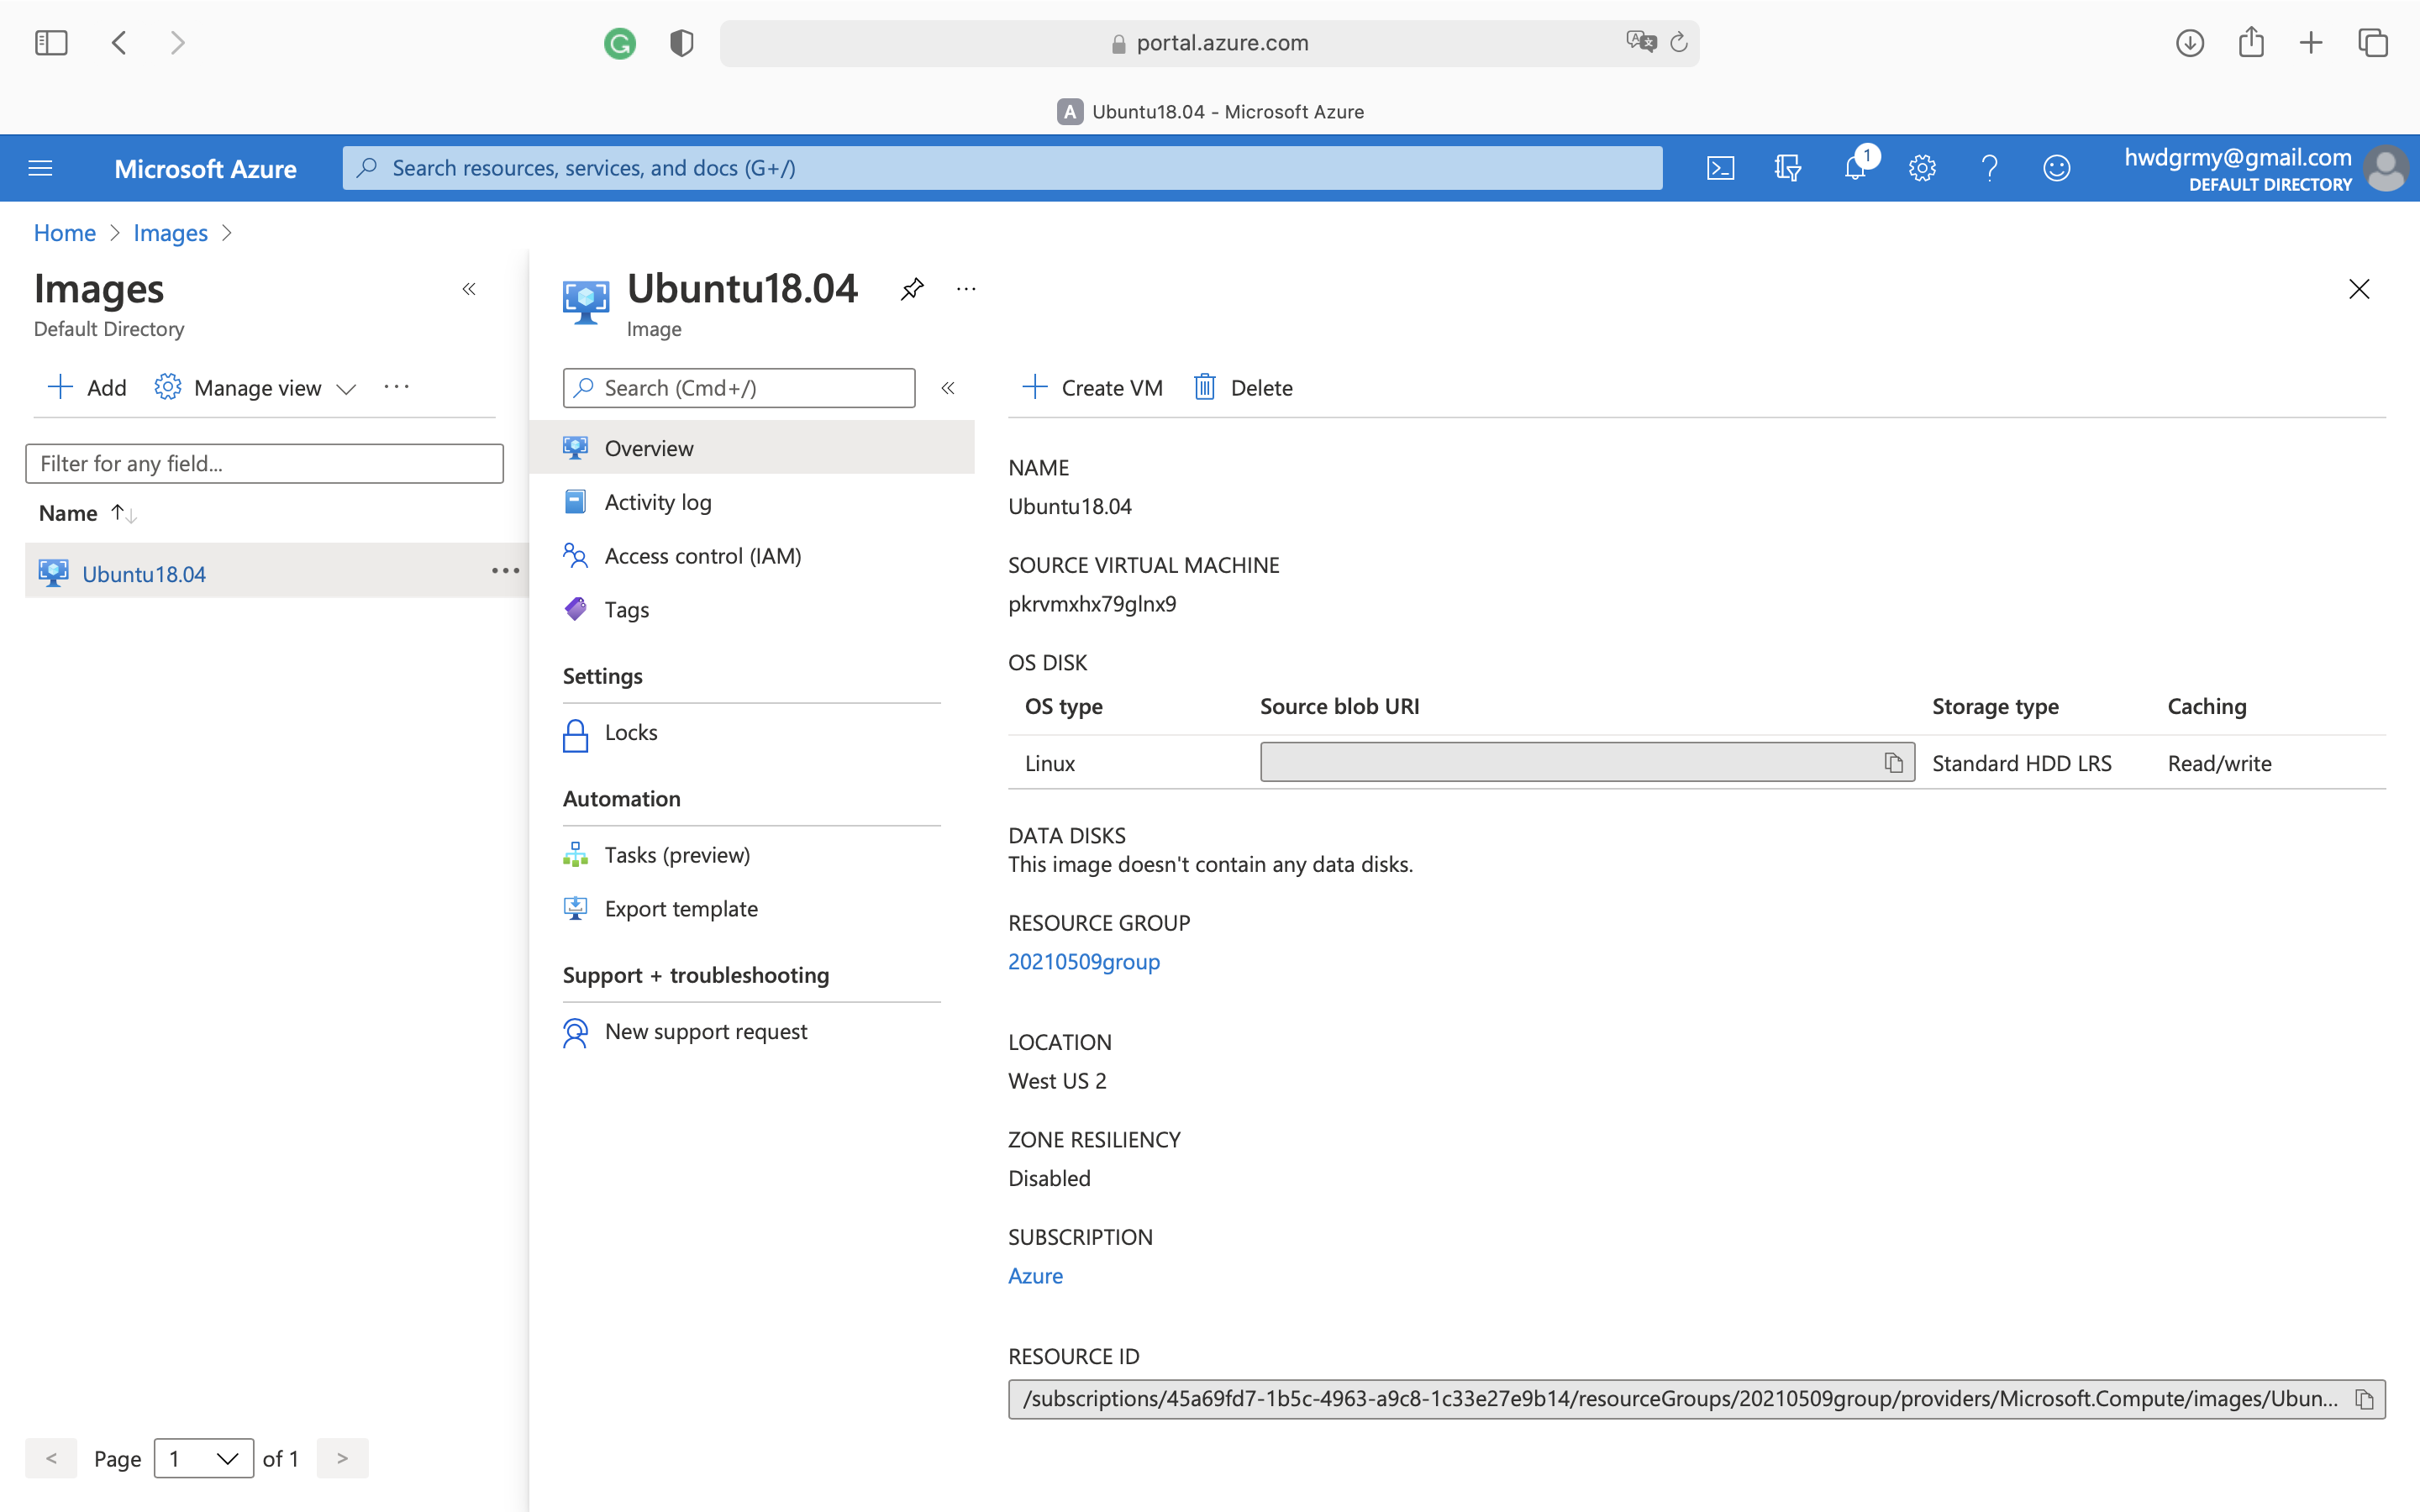 portal.azure.com
A Ubuntu18.04 - Microsoft Azure
Microsoft Azure
Search resources, services, and docs (G+/)
1
hwdgrmy@gmail.com
DEFAULT DIRECTORY
Home > Images >
Images
Default Directory
Add
Manage view
Filter for any field...
Name
Ubuntu18.04
< Page 1 of 1 >
Ubuntu18.04
Image
Search (Cmd+/)
Overview
Activity log
Access control (IAM)
Tags
Settings
Locks
Automation
Tasks (preview)
Export template
Support + troubleshooting
New support request
Create VM
Delete
NAME
Ubuntu18.04
SOURCE VIRTUAL MACHINE
pkrvmxhx79glnx9
OS DISK
OS type Source blob URI Storage type Caching
Linux Standard HDD LRS Read/write
DATA DISKS
This image doesn't contain any data disks.
RESOURCE GROUP
20210509group
LOCATION
West US 2
ZONE RESILIENCY
Disabled
SUBSCRIPTION
Azure
RESOURCE ID
/subscriptions/45a69fd7-1b5c-4963-a9c8-1c33e27e9b14/resourceGroups/20210509group/providers/Microsoft.Compute/images/Ubun...